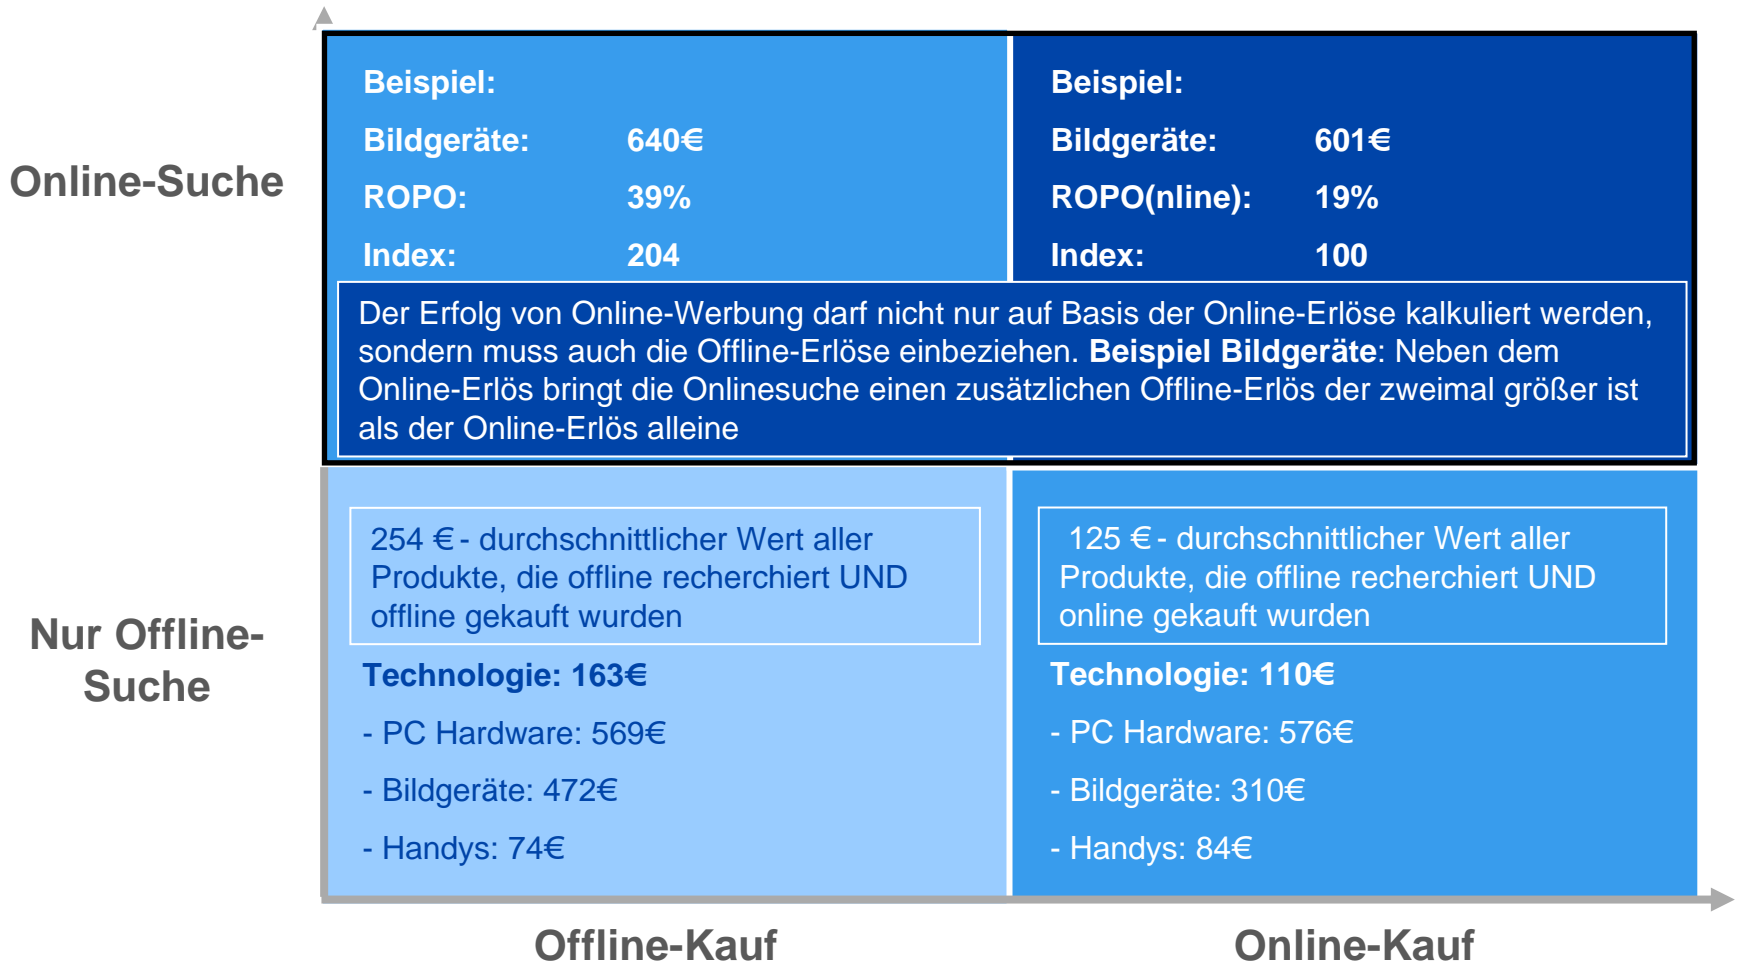 Online-Suche
Beispiel:
Bildgeräte: 640€
ROPO: 39%
Index: 204
Beispiel:
Bildgeräte: 601€
ROPO(nline): 19%
Index: 100
Der Erfolg von Online-Werbung darf nicht nur auf Basis der Online-Erlöse kalkuliert werden,
sondern muss auch die Offline-Erlöse einbeziehen. Beispiel Bildgeräte: Neben dem
Online-Erlös bringt die Onlinesuche einen zusätzlichen Offline-Erlös der zweimal größer ist
als der Online-Erlös alleine
Nur Offline-
Suche
254 € - durchschnittlicher Wert aller
Produkte, die offline recherchiert UND
offline gekauft wurden
Technologie: 163€
- PC Hardware: 569€
- Bildgeräte: 472€
- Handys: 74€
125 € - durchschnittlicher Wert aller
Produkte, die offline recherchiert UND
online gekauft wurden
Technologie: 110€
- PC Hardware: 576€
- Bildgeräte: 310€
- Handys: 84€
Offline-Kauf
Online-Kauf